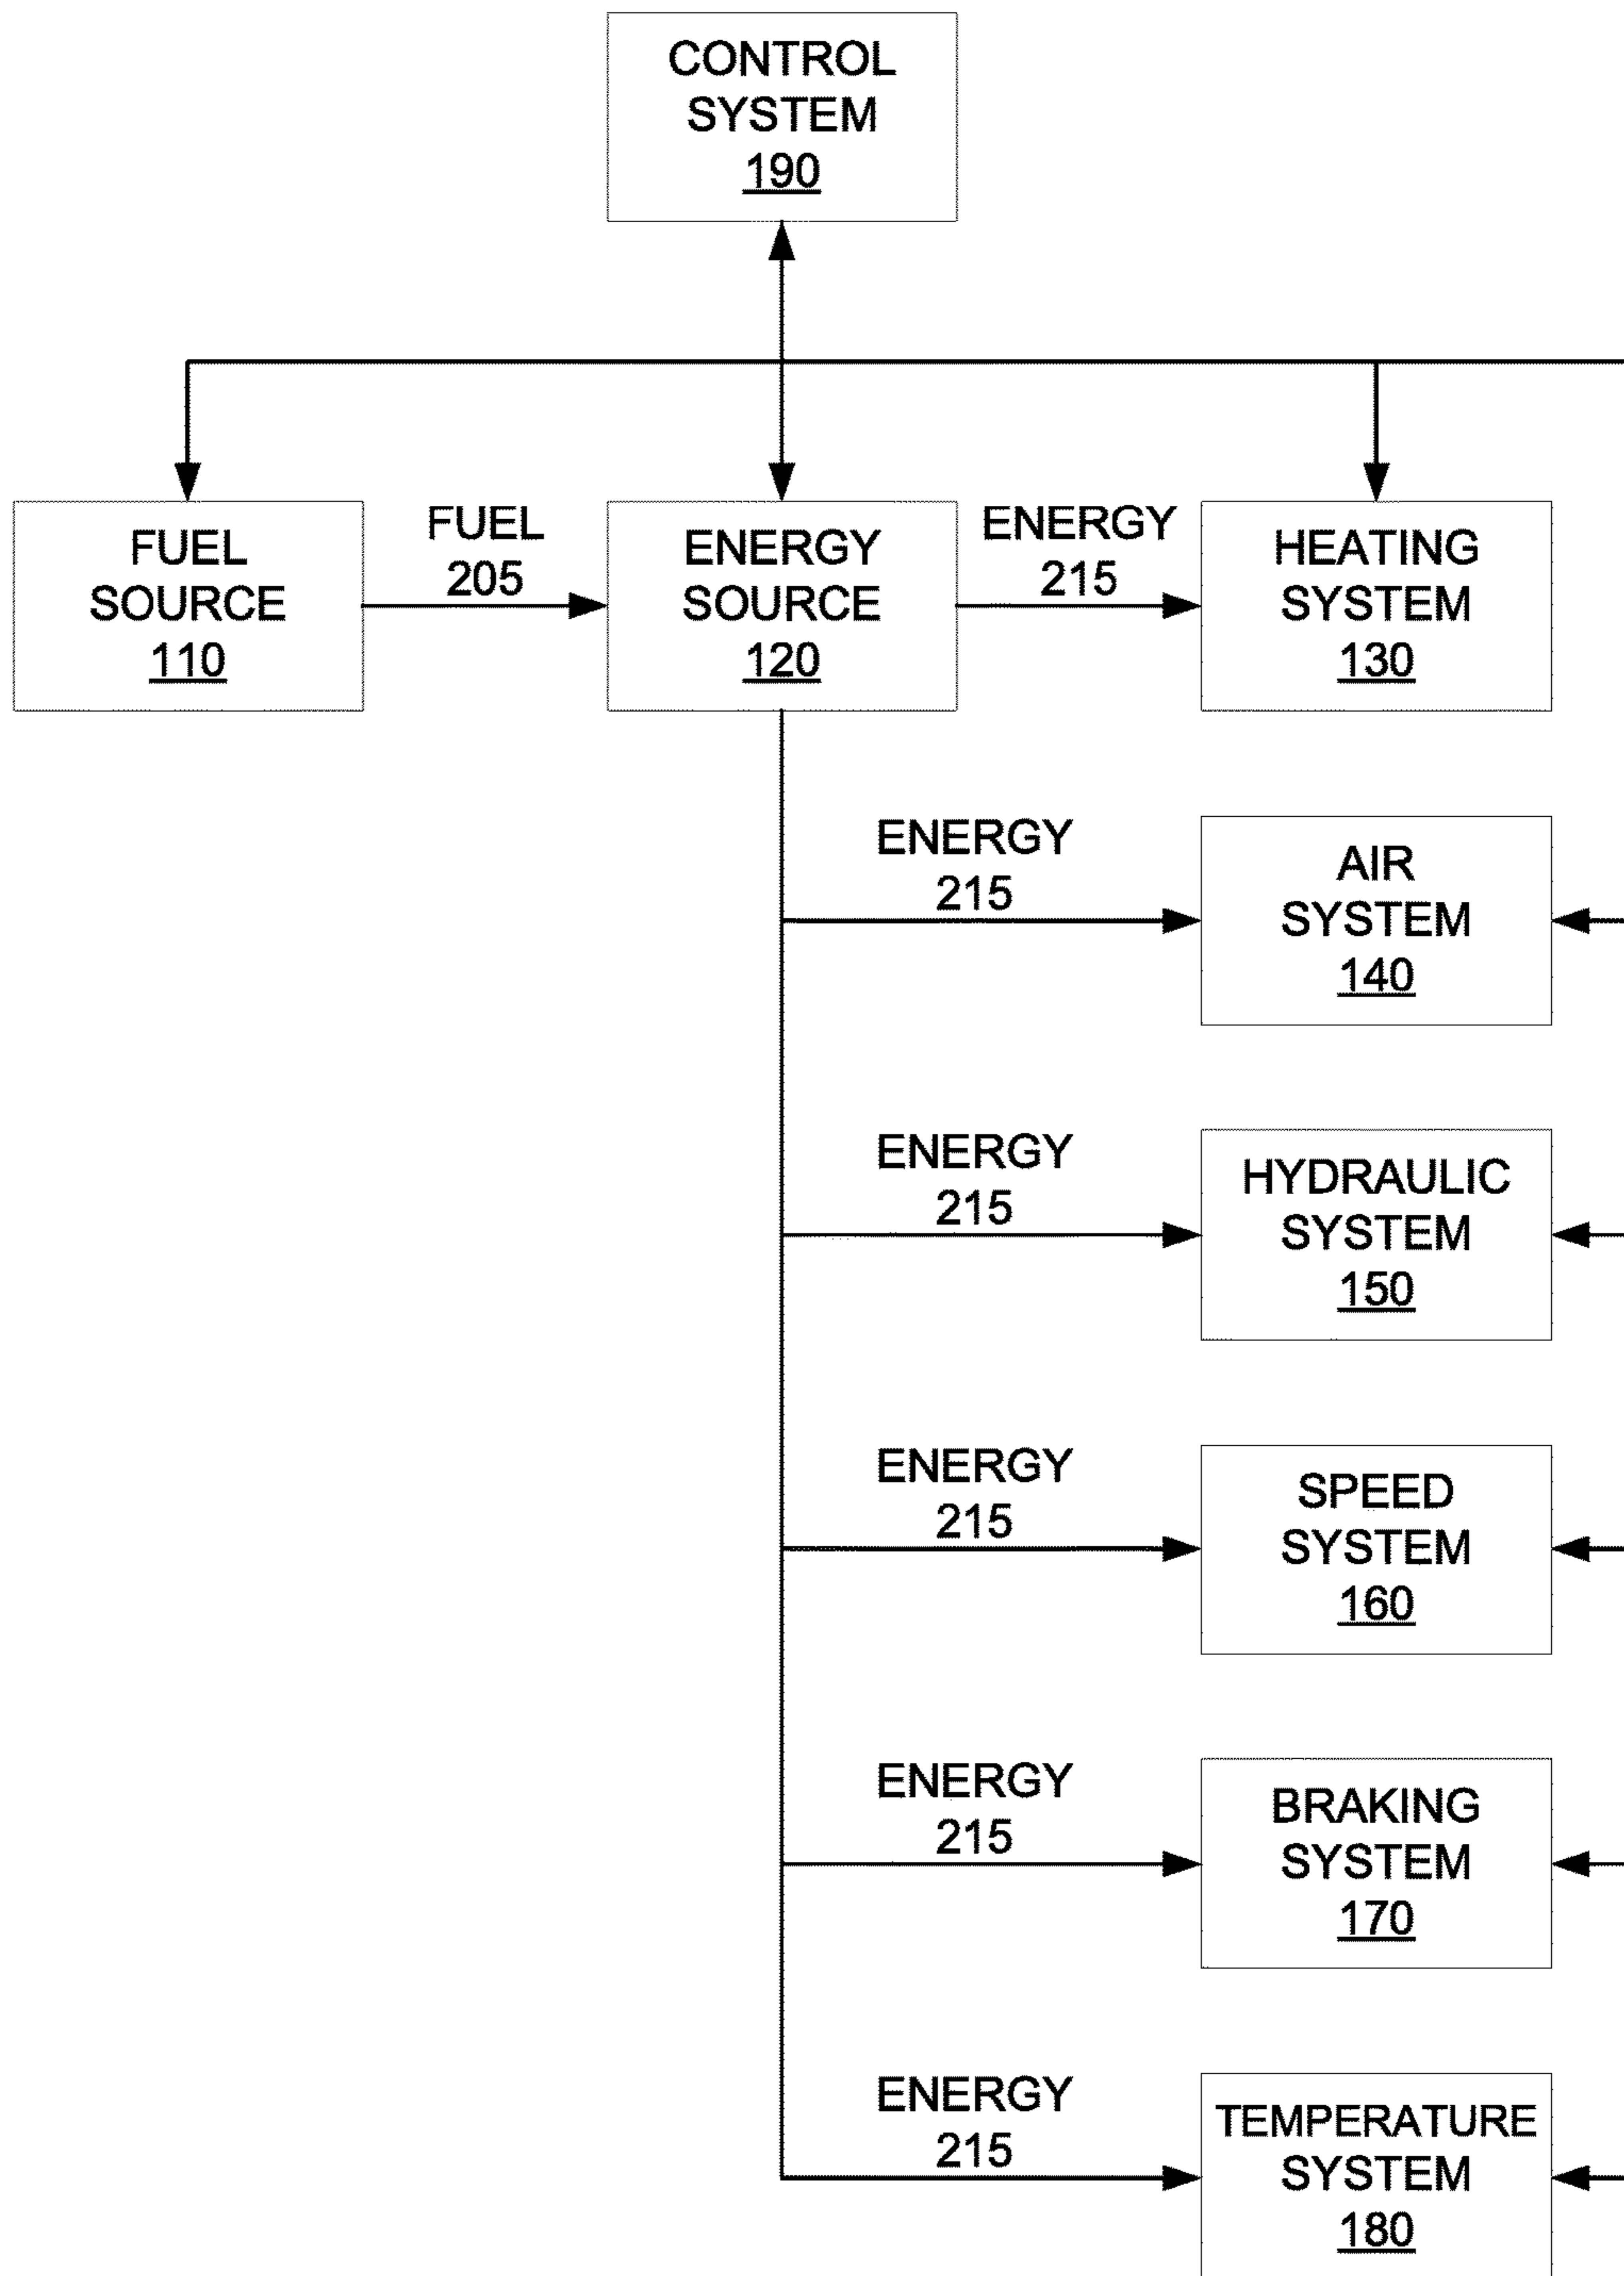 CONTROL
SYSTEM
190
FUEL
SOURCE
110
FUEL
205
ENERGY
SOURCE
120
ENERGY
215
HEATING
SYSTEM
130
ENERGY
215
AIR
SYSTEM
140
ENERGY
215
HYDRAULIC
SYSTEM
150
ENERGY
215
SPEED
SYSTEM
160
ENERGY
215
BRAKING
SYSTEM
170
ENERGY
215
TEMPERATURE
SYSTEM
180